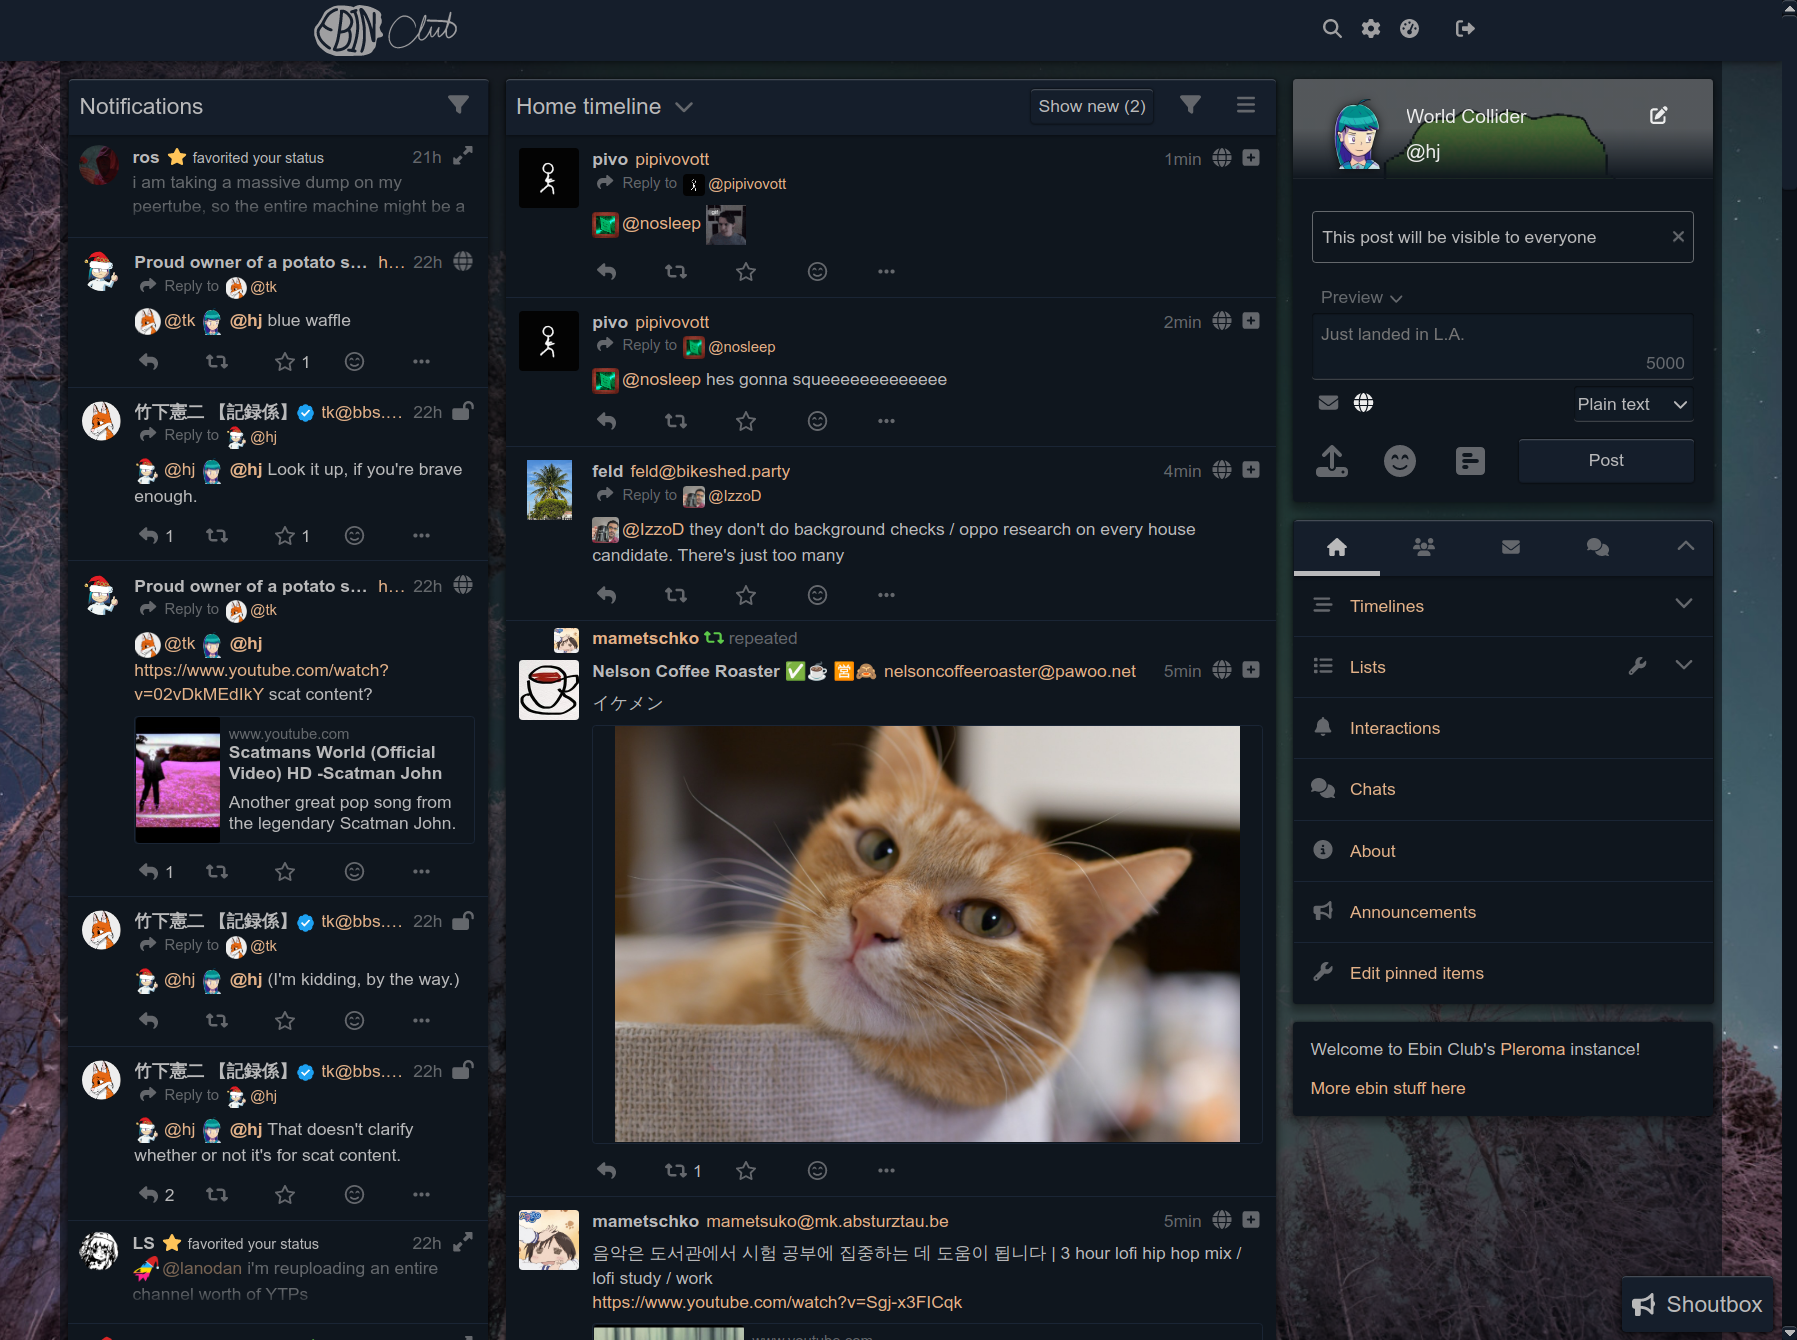 EBIN Club
Notifications
ros favorited your status 21h
i am taking a massive dump on my
peertube, so the entire machine might be a
Proud owner of a potato s... h... 22h
Reply to @tk
@tk @hj blue waffle
1
竹下憲二 【記録係】 tk@bbs.... 22h
Reply to @hj
@hj @hj Look it up, if you're brave
enough.
1 1
Proud owner of a potato s... h... 22h
Reply to @tk
@tk @hj
https://www.youtube.com/watch?
v=02vDkMEdIkY scat content?
www.youtube.com
Scatmans World (Official
Video) HD -Scatman John
Another great pop song from
the legendary Scatman John.
1
竹下憲二 【記録係】 tk@bbs.... 22h
Reply to @tk
@hj @hj (I'm kidding, by the way.)
竹下憲二 【記録係】 tk@bbs.... 22h
Reply to @hj
@hj @hj That doesn't clarify
whether or not it's for scat content.
2
LS favorited your status 22h
@lanodan i'm reuploading an entire
channel worth of YTPs
Home timeline Show new (2)
pivo pipivovott 1min
Reply to @pipivovott
@nosleep
pivo pipivovott 2min
Reply to @nosleep
@nosleep hes gonna squeeeeeeeeeeeee
feld feld@bikeshed.party 4min
Reply to @IzzoD
@IzzoD they don't do background checks / oppo research on every house
candidate. There's just too many
mametschko repeated
Nelson Coffee Roaster ✅☕ 🈺🙈 nelsoncoffeeroaster@pawoo.net 5min
イケメン
1
mametschko mametsuko@mk.absturztau.be 5min
음악은 도서관에서 시험 공부에 집중하는 데 도움이 됩니다 | 3 hour lofi hip hop mix /
lofi study / work
https://www.youtube.com/watch?v=Sgj-x3FICqk
World Collider
@hj
This post will be visible to everyone
Preview
Just landed in L.A.
5000
Plain text
Post
Timelines
Lists
Interactions
Chats
About
Announcements
Edit pinned items
Welcome to Ebin Club's Pleroma instance!
More ebin stuff here
Shoutbox